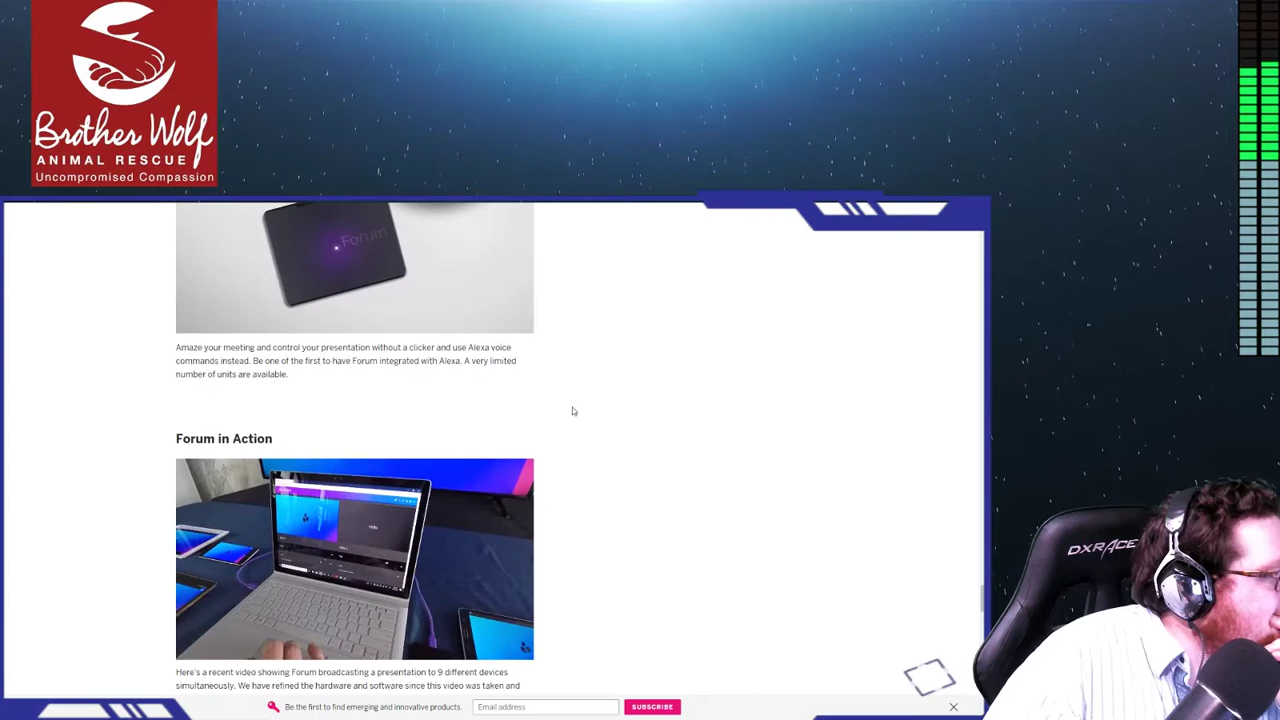 Brother Wolf
ANIMAL RESCUE
Uncompromised Compassion
Forum
Amaze your meeting and control your presentation without a clicker and use Alexa voice
commands instead. Be one of the first to have Forum integrated with Alexa. A very limited
number of units are available.
Forum in Action
Here's a recent video showing Forum broadcasting a presentation to 9 different devices
simultaneously. We have refined the hardware and software since this video was taken and
Be the first to find emerging and innovative products.
Email address
SUBSCRIBE
DXRACE